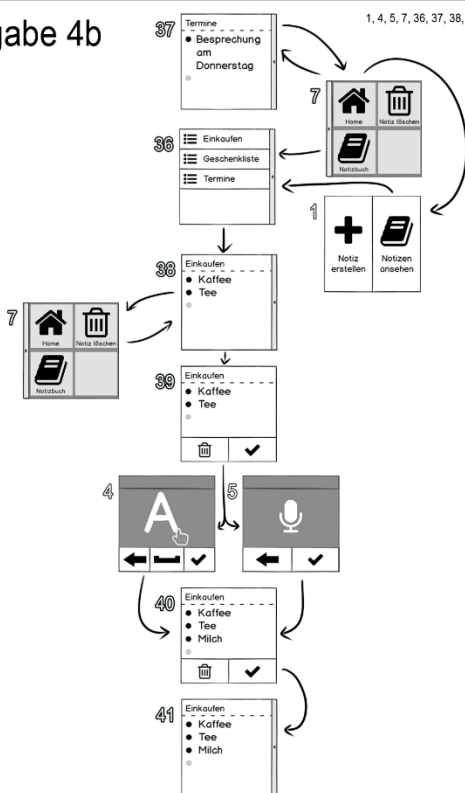 gabe 4b
1, 4, 5, 7, 36, 37, 38,
37
Termine
Besprechung
am
Donnerstag
7
Home
Notiz löschen
Notizbuch
36
Einkaufen
Geschenkliste
Termine
1
Notiz
erstellen
Notizen
ansehen
38
Einkaufen
Kaffee
Tee
7
Home
Notiz löschen
Notizbuch
39
Einkaufen
Kaffee
Tee
4
A
5
40
Einkaufen
Kaffee
Tee
Milch
41
Einkaufen
Kaffee
Tee
Milch